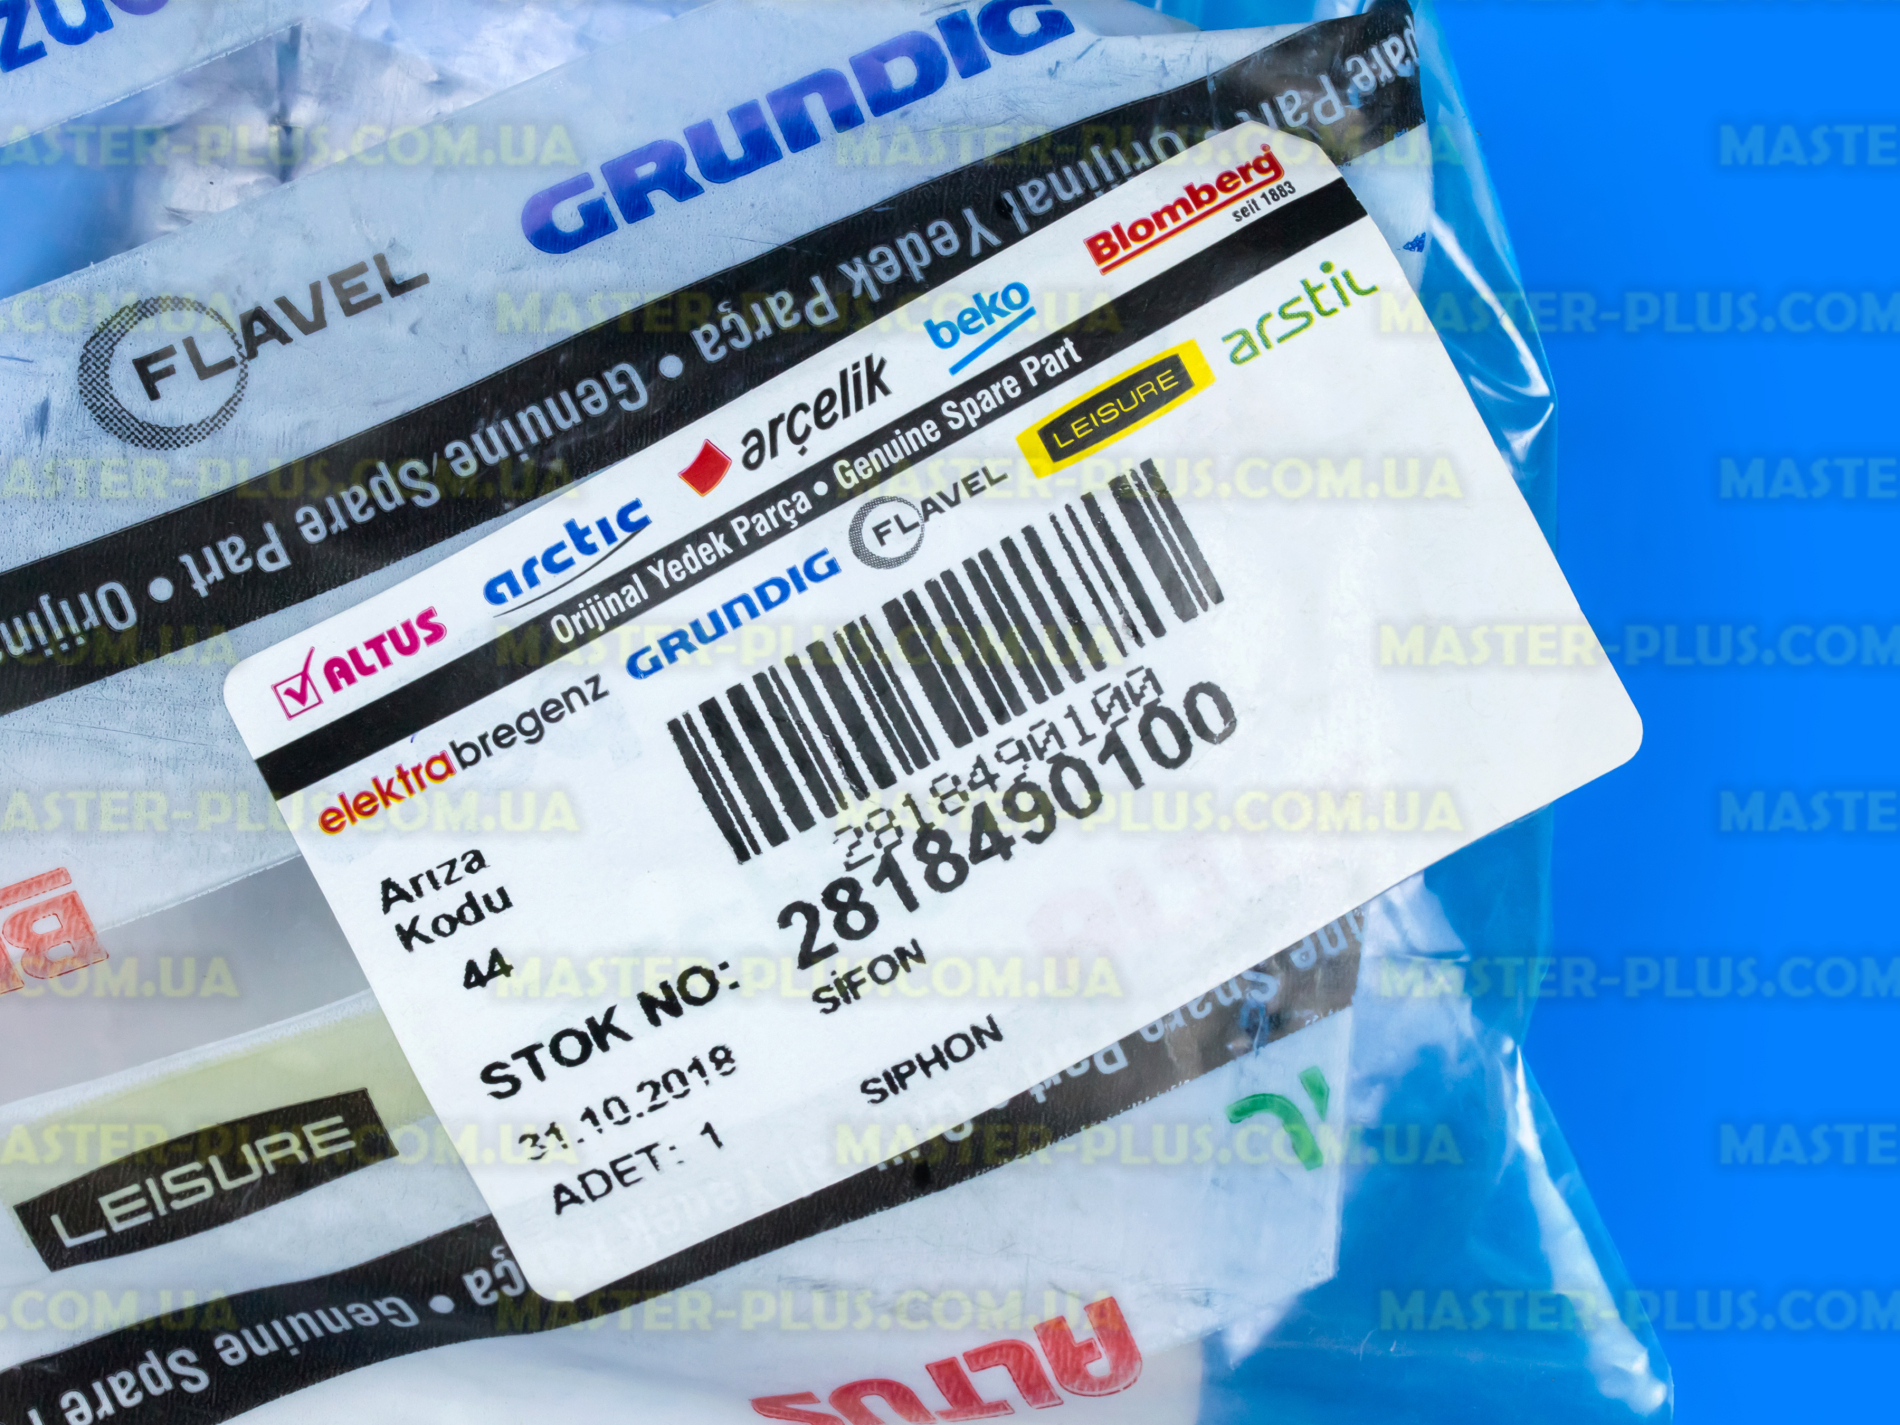 GRUNDIG
FLAVEL
Orijinal Yedek Parça • Genuine Spare Part • Orijin
ALTUS
arctic
arçelik
beko
Blomberg
seit 1883
Orijinal Yedek Parça • Genuine Spare Part
elektrabregenz
GRUNDIG
FLAVEL
LEISURE
arstil
2818490100
2818490100
Arıza
Kodu
44
STOK NO:
SİFON
31.10.2018
SIPHON
ADET: 1
LEISURE
Genuine Spare
ALTUS
MASTER-PLUS.COM.UA